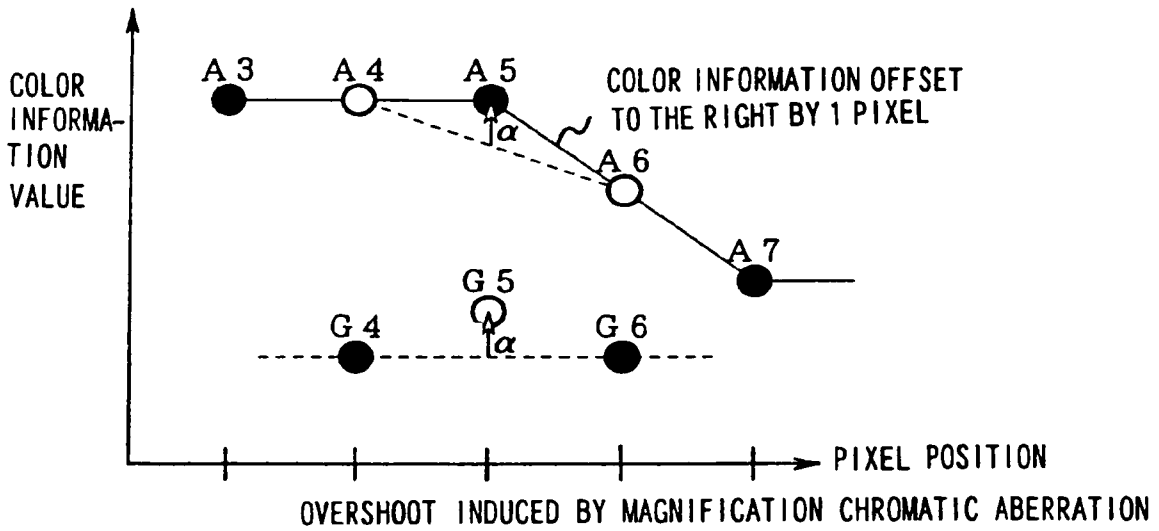 COLOR
INFORMA-
TION
VALUE
A 3
A 4
A 5
COLOR INFORMATION OFFSET
TO THE RIGHT BY 1 PIXEL
α
A 6
A 7
G 5
G 4
α
G 6
PIXEL POSITION
OVERSHOOT INDUCED BY MAGNIFICATION CHROMATIC ABERRATION